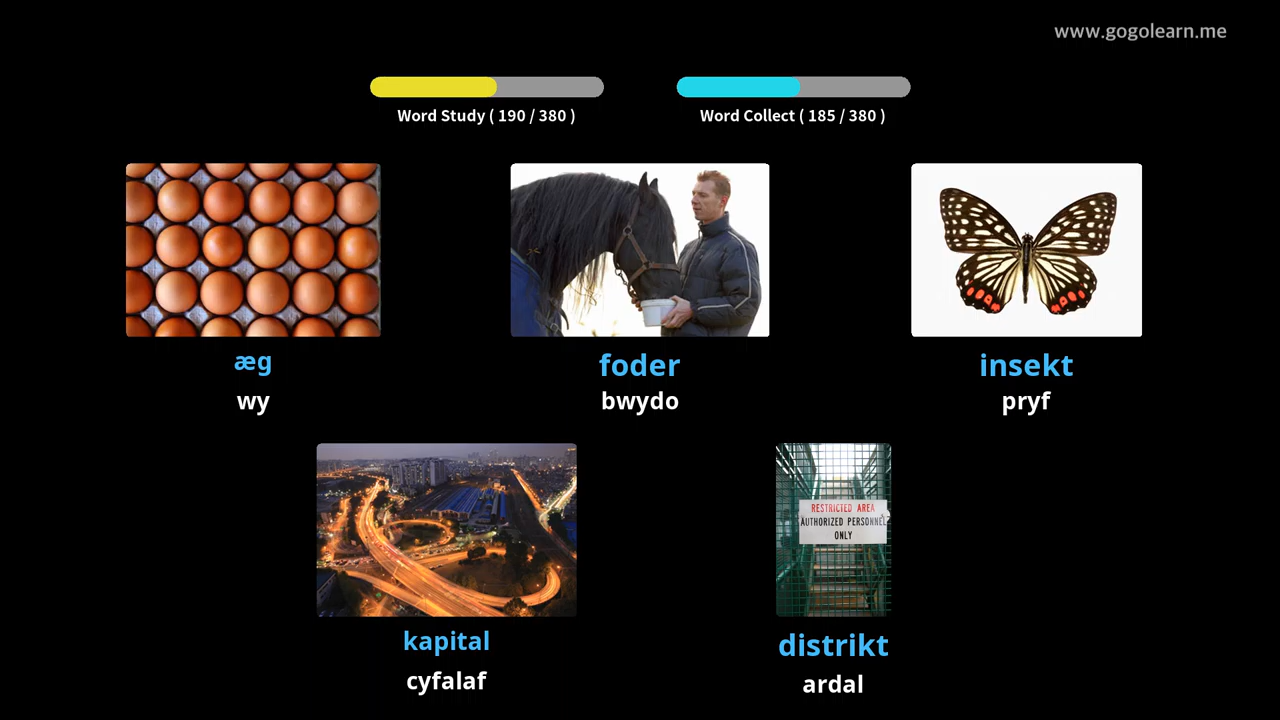 www.gogolearn.me
Word Study ( 190 / 380 )
Word Collect ( 185 / 380 )
æg
wy
foder
bwydo
insekt
pryf
RESTRICTED AREA
AUTHORIZED PERSONNEL
ONLY
kapital
cyfalaf
distrikt
ardal